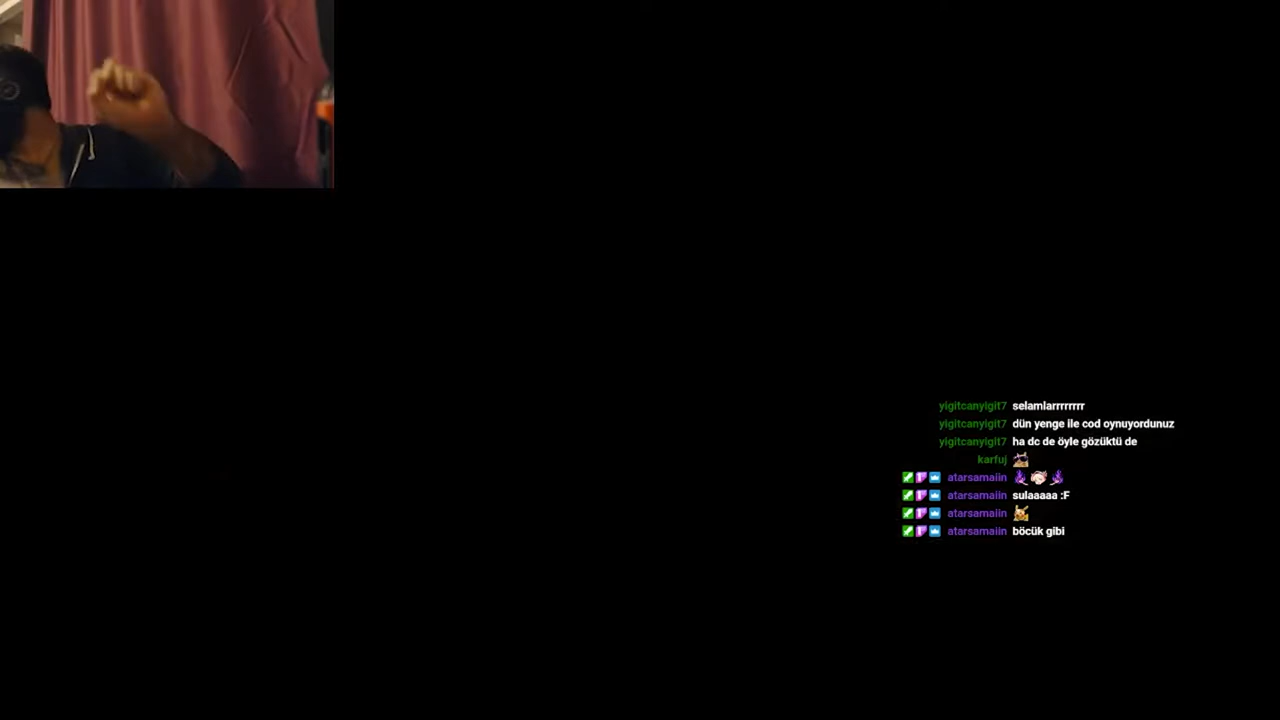 yigitcanyigit7 selamlarrrrrrrr
yigitcanyigit7 dün yenge ile cod oynuyordunuz
yigitcanyigit7 ha dc de öyle gözüktü de
karfuj
atarsamaiin
atarsamaiin sulaaaaa :F
atarsamaiin
atarsamaiin böcük gibi